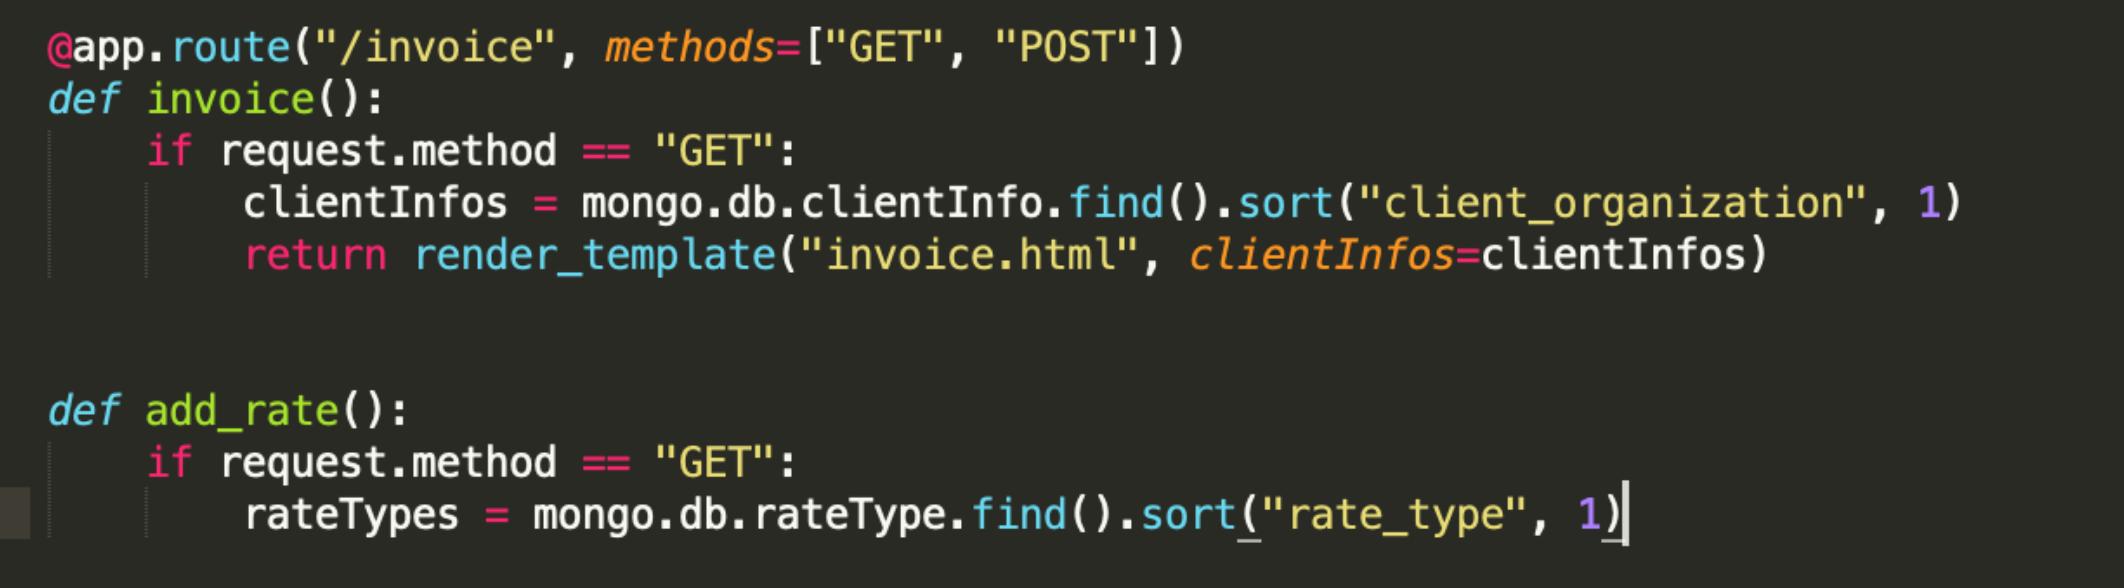 @app.route("/invoice", methods=["GET", "POST"])
def invoice():
    if request.method == "GET":
        clientInfos = mongo.db.clientInfo.find().sort("client_organization", 1)
        return render_template("invoice.html", clientInfos=clientInfos)
def add_rate():
    if request.method == "GET":
        rateTypes = mongo.db.rateType.find().sort("rate_type", 1)